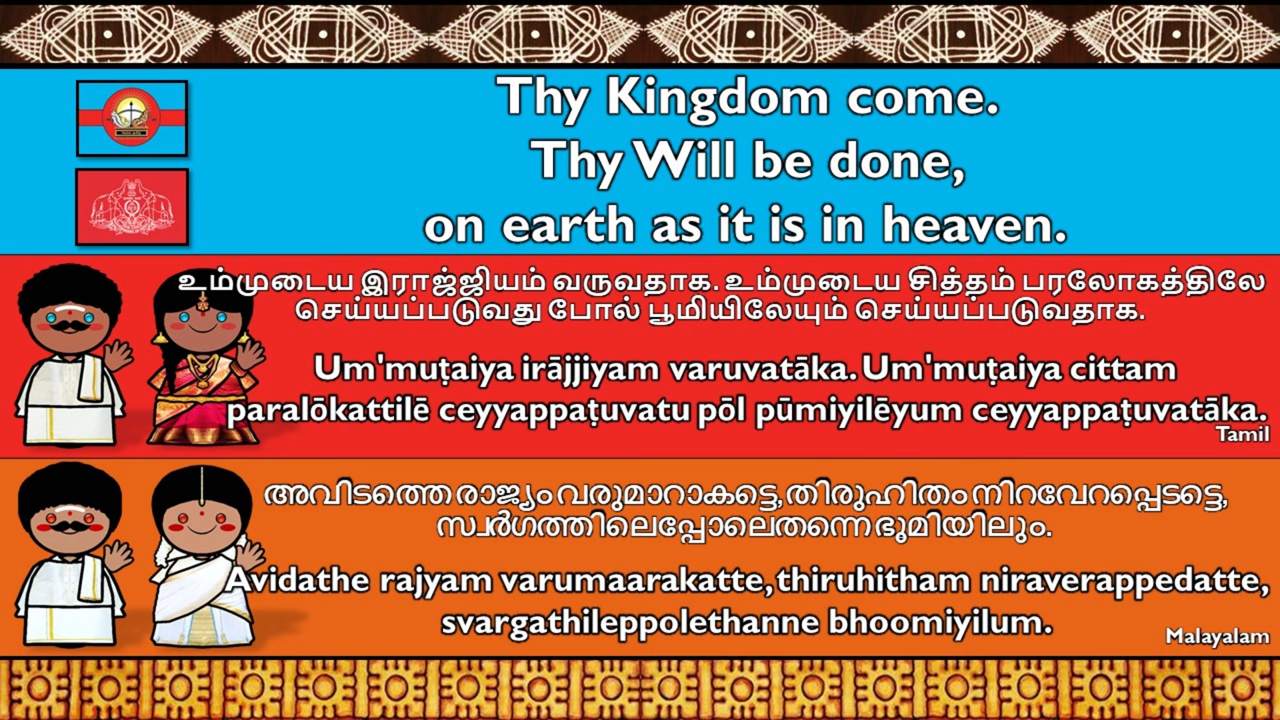 Thy Kingdom come.
Thy Will be done,
on earth as it is in heaven.
உம்முடைய இராஜ்ஜியம் வருவதாக. உம்முடைய சித்தம் பரலோகத்திலே
செய்யப்படுவது போல் பூமியிலேயும் செய்யப்படுவதாக.
Um'muṭaiya irājjiyam varuvatāka. Um'muṭaiya cittam
paralōkattilē ceyyappaṭuvatu pōl pūmiyilēyum ceyyappaṭuvatāka.
Tamil
അവിടത്തെ രാജ്യം വരുമാറാകട്ടെ, തിരുഹിതം നിറവേറപ്പെടട്ടെ,
സ്വർഗത്തിലെപ്പോലെതന്നെ ഭൂമിയിലും.
Avidathe rajyam varumaarakatte, thiruhitham niraverappedatte,
svargathileppolethanne bhoomiyilum.
Malayalam